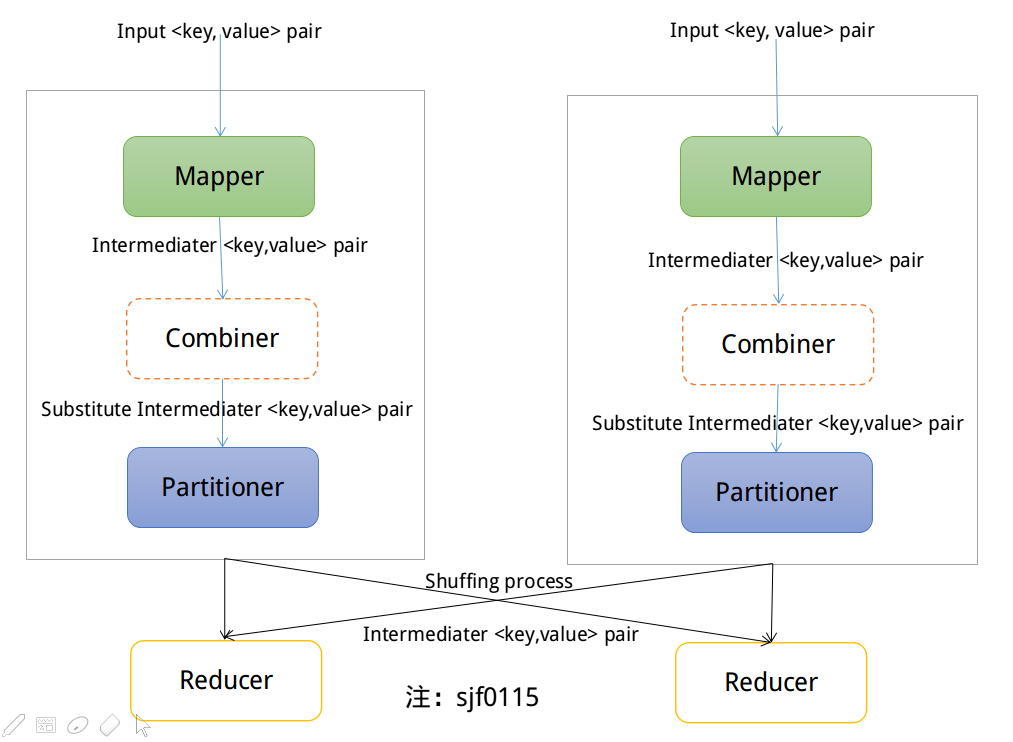 Input <key, value> pair
Input <key, value> pair
Mapper
Mapper
Intermediater <key,value> pair
Intermediater <key,value> pair
Combiner
Combiner
Substitute Intermediater <key,value> pair
Substitute Intermediater <key,value> pair
Partitioner
Partitioner
Shuffing process
Intermediater <key,value> pair
Reducer
Reducer
注：sjf0115